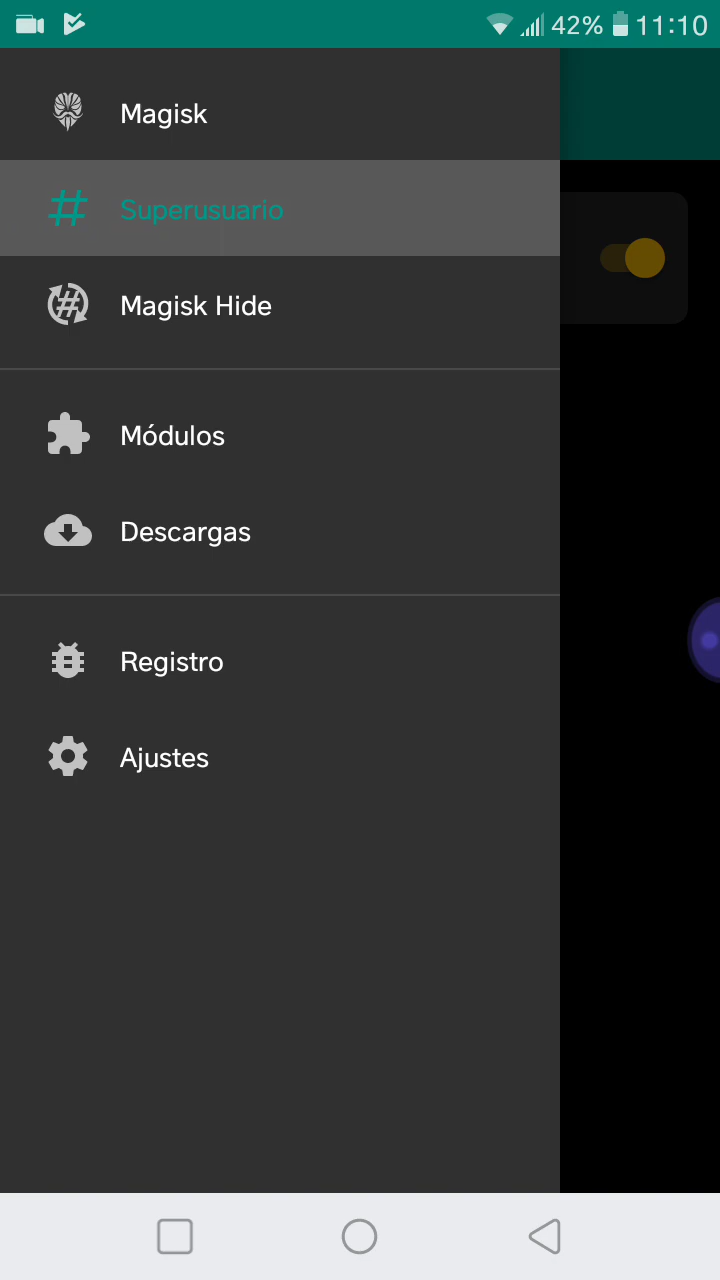 42% 11:10
Magisk
Superusuario
Magisk Hide
Módulos
Descargas
Registro
Ajustes